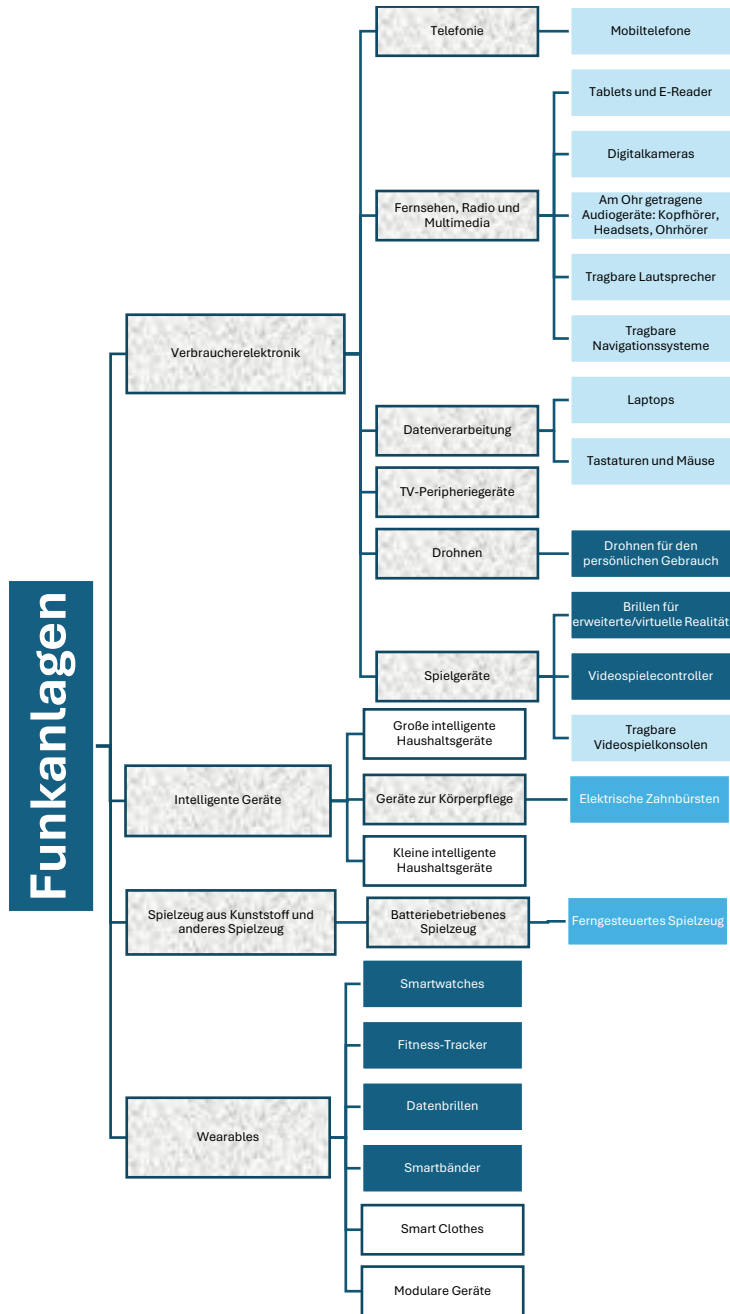 Funkanlagen
Verbraucherelektronik
Telefonie
Mobiltelefone
Fernsehen, Radio und
Multimedia
Tablets und E-Reader
Digitalkameras
Am Ohr getragene
Audiogeräte: Kopfhörer,
Headsets, Ohrhörer
Tragbare Lautsprecher
Tragbare
Navigationssysteme
Datenverarbeitung
Laptops
Tastaturen und Mäuse
TV-Peripheriegeräte
Drohnen
Drohnen für den
persönlichen Gebrauch
Spielgeräte
Brillen für
erweiterte/virtuelle Realität
Videospielecontroller
Tragbare
Videospielkonsolen
Intelligente Geräte
Große intelligente
Haushaltsgeräte
Geräte zur Körperpflege
Elektrische Zahnbürsten
Kleine intelligente
Haushaltsgeräte
Spielzeug aus Kunststoff und
anderes Spielzeug
Batteriebetriebenes
Spielzeug
Ferngesteuertes Spielzeug
Wearables
Smartwatches
Fitness-Tracker
Datenbrillen
Smartbänder
Smart Clothes
Modulare Geräte